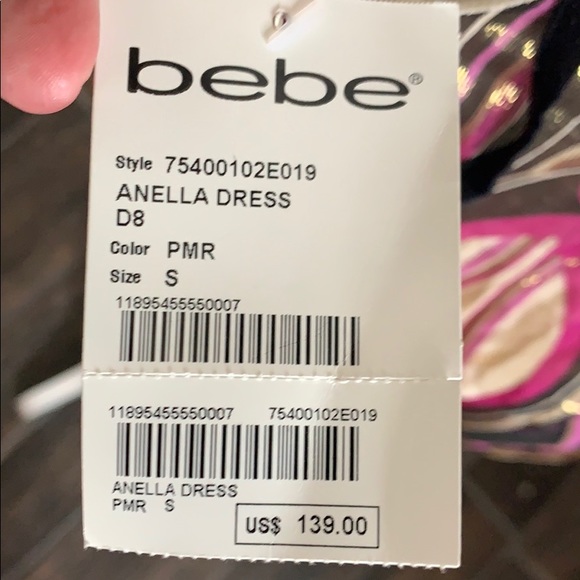 bebe®
Style 75400102E019
ANELLA DRESS
D8
Color PMR
Size S
11895455550007
11895455550007 75400102E019
ANELLA DRESS
PMR S
US$ 139.00